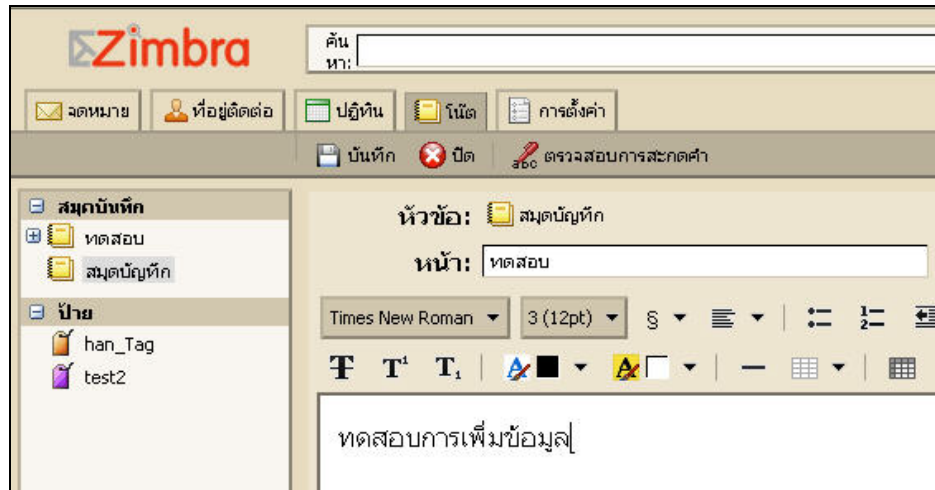 Zimbra
ค้น
หา:
จดหมาย ที่อยู่ติดต่อ ปฏิทิน โน๊ต การตั้งค่า
บันทึก ปิด abc ตรวจสอบการสะกดคำ
สมุดบันทึก
ทดสอบ
สมุดบัญทึก
ป้าย
han_Tag
test2
หัวข้อ: สมุดบัญทึก
หน้า: ทดสอบ
Times New Roman 3 (12pt) §
T T¹ T₁
ทดสอบการเพิ่มข้อมูล